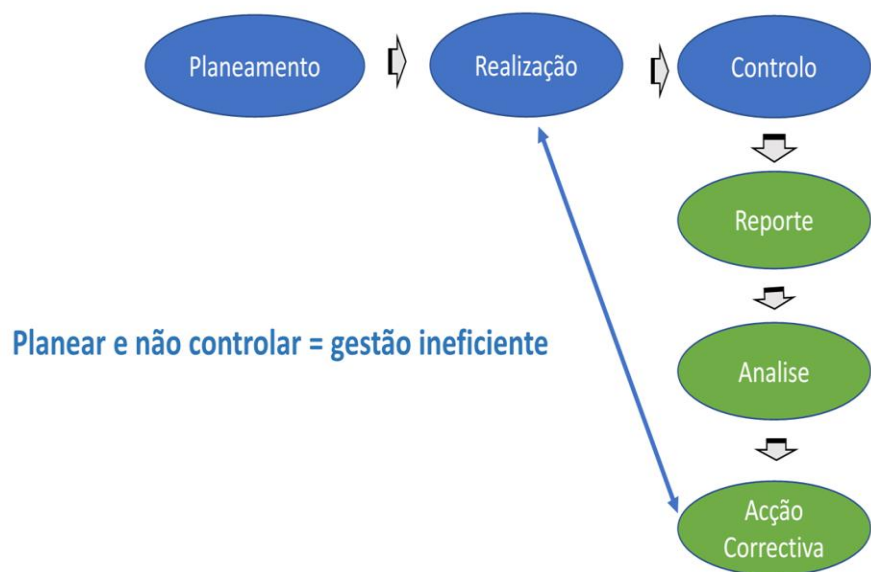 Planeamento
Realização
Controlo
Reporte
Planear e não controlar = gestão ineficiente
Analise
Acção
Correctiva